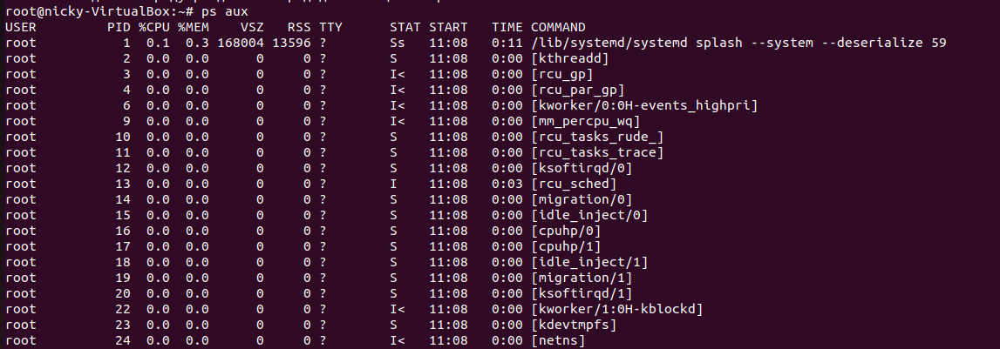 root@nicky-VirtualBox:~# ps aux
USER PID %CPU %MEM VSZ RSS TTY STAT START TIME COMMAND
root 1 0.1 0.3 168004 13596 ? Ss 11:08 0:11 /lib/systemd/systemd splash --system --deserialize 59
root 2 0.0 0.0 0 0 ? S 11:08 0:00 [kthreadd]
root 3 0.0 0.0 0 0 ? I< 11:08 0:00 [rcu_gp]
root 4 0.0 0.0 0 0 ? I< 11:08 0:00 [rcu_par_gp]
root 6 0.0 0.0 0 0 ? I< 11:08 0:00 [kworker/0:0H-events_highpri]
root 9 0.0 0.0 0 0 ? I< 11:08 0:00 [mm_percpu_wq]
root 10 0.0 0.0 0 0 ? S 11:08 0:00 [rcu_tasks_rude_]
root 11 0.0 0.0 0 0 ? S 11:08 0:00 [rcu_tasks_trace]
root 12 0.0 0.0 0 0 ? S 11:08 0:00 [ksoftirqd/0]
root 13 0.0 0.0 0 0 ? I 11:08 0:03 [rcu_sched]
root 14 0.0 0.0 0 0 ? S 11:08 0:00 [migration/0]
root 15 0.0 0.0 0 0 ? S 11:08 0:00 [idle_inject/0]
root 16 0.0 0.0 0 0 ? S 11:08 0:00 [cpuhp/0]
root 17 0.0 0.0 0 0 ? S 11:08 0:00 [cpuhp/1]
root 18 0.0 0.0 0 0 ? S 11:08 0:00 [idle_inject/1]
root 19 0.0 0.0 0 0 ? S 11:08 0:00 [migration/1]
root 20 0.0 0.0 0 0 ? S 11:08 0:00 [ksoftirqd/1]
root 22 0.0 0.0 0 0 ? I< 11:08 0:00 [kworker/1:0H-kblockd]
root 23 0.0 0.0 0 0 ? S 11:08 0:00 [kdevtmpfs]
root 24 0.0 0.0 0 0 ? I< 11:08 0:00 [netns]